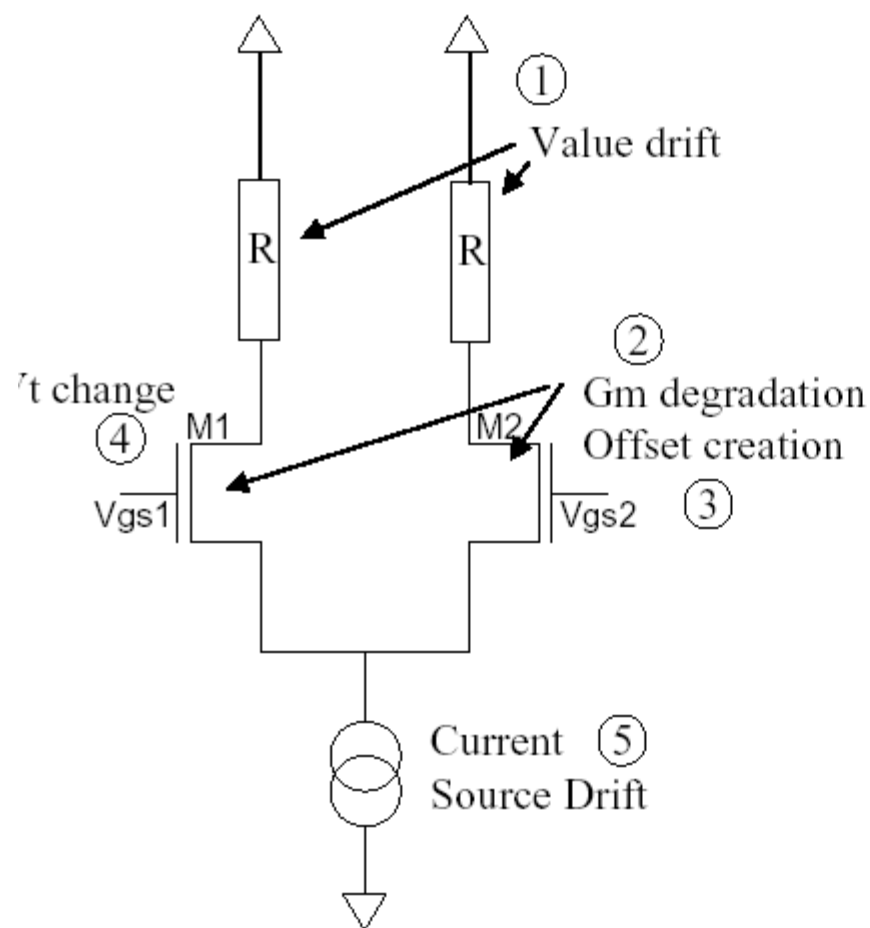 ①
Value drift
R
R
②
t change
Gm degradation
④
M1
M2
Offset creation
Vgs1
Vgs2
③
Current ⑤
Source Drift